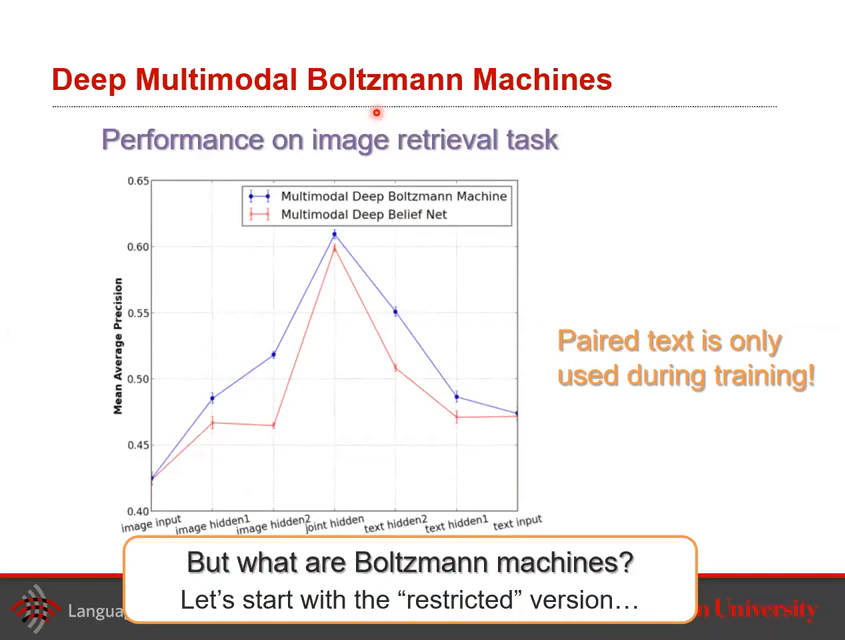 Deep Multimodal Boltzmann Machines
Performance on image retrieval task
0.65
Multimodal Deep Boltzmann Machine
Multimodal Deep Belief Net
0.60
0.55
0.50
0.45
0.40
Mean Average Precision
image input
image hidden1
image hidden2
joint hidden
text hidden2
text hidden1
text input
Paired text is only
used during training!
But what are Boltzmann machines?
Let's start with the “restricted” version…
University